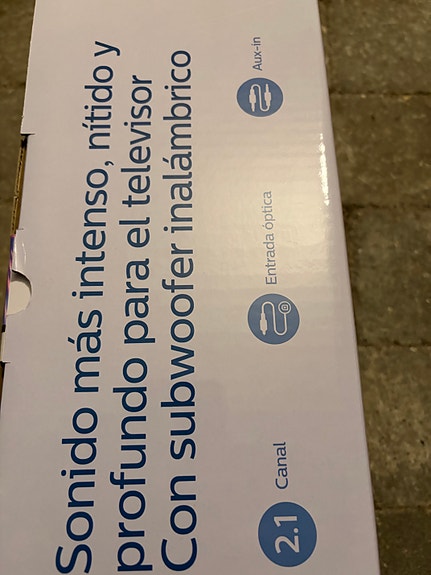 Sonido más intenso, nítido y
profundo para el televisor
Con subwoofer inalámbrico
2.1 Canal
Entrada óptica
Aux-in